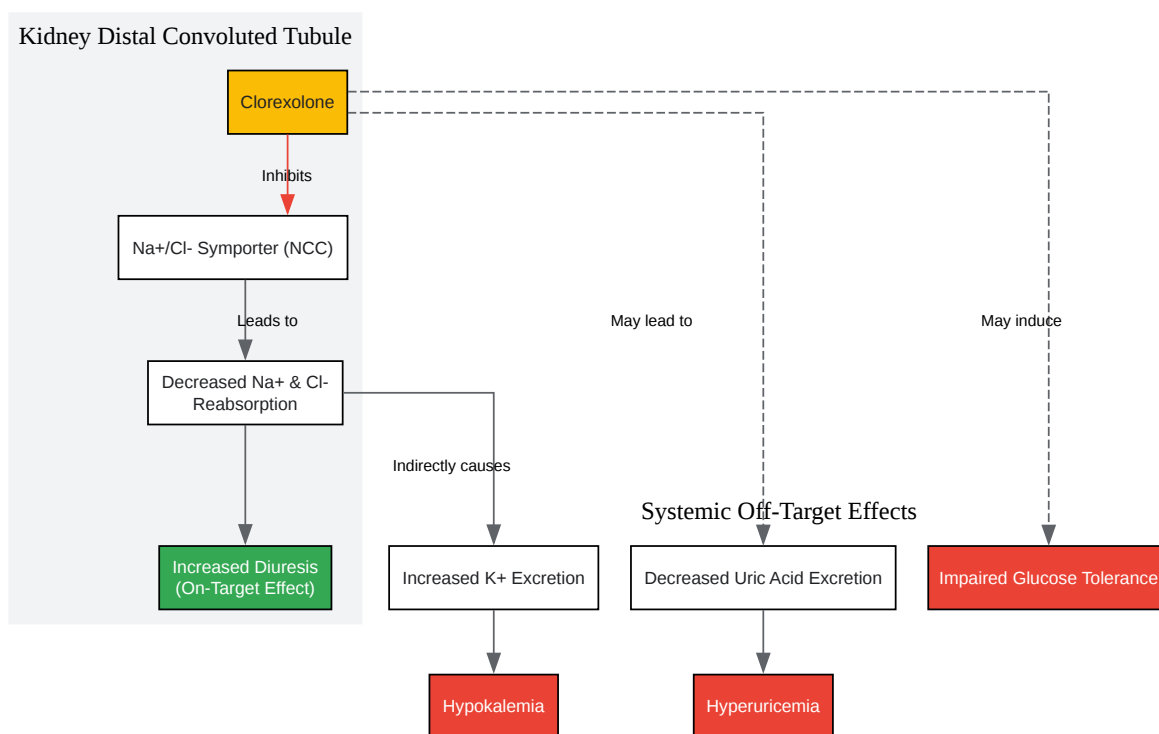 Kidney Distal Convoluted Tubule
Clorexolone
Inhibits
Na+/Cl- Symporter (NCC)
Leads to
May lead to
May induce
Decreased Na+ & Cl-
Reabsorption
Indirectly causes
Systemic Off-Target Effects
Increased Diuresis
(On-Target Effect)
Increased K+ Excretion
Decreased Uric Acid Excretion
Impaired Glucose Tolerance
Hypokalemia
Hyperuricemia